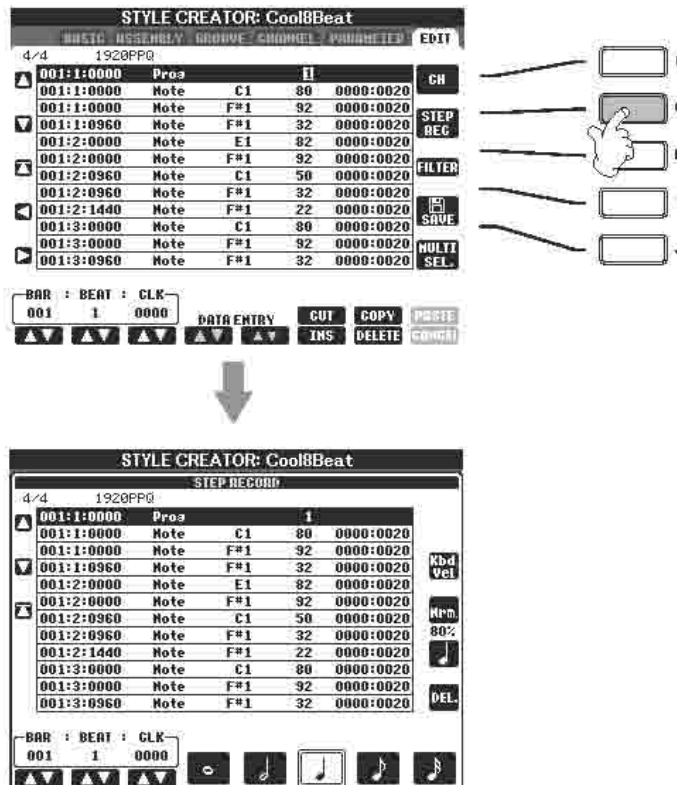 STYLE CREATOR: Cool8Beat
BASIC ASSEMBLY GROOVE CHANNEL PARAMETER EDIT
4/4 1920PPQ
001:1:0000 Prog 1
001:1:0000 Note C1 80 0000:0020
001:1:0000 Note F#1 92 0000:0020
001:1:0960 Note F#1 32 0000:0020
001:2:0000 Note E1 82 0000:0020
001:2:0000 Note F#1 92 0000:0020
001:2:0960 Note C1 50 0000:0020
001:2:0960 Note F#1 32 0000:0020
001:2:1440 Note F#1 22 0000:0020
001:3:0000 Note C1 80 0000:0020
001:3:0000 Note F#1 92 0000:0020
001:3:0960 Note F#1 32 0000:0020
CH
STEP REC
FILTER
SAVE
MULTI SEL.
BAR : BEAT : CLK
001 1 0000
DATA ENTRY
CUT COPY PASTE
INS DELETE CANCEL
STYLE CREATOR: Cool8Beat
STEP RECORD
4/4 1920PPQ
001:1:0000 Prog 1
001:1:0000 Note C1 80 0000:0020
001:1:0000 Note F#1 92 0000:0020
001:1:0960 Note F#1 32 0000:0020
001:2:0000 Note E1 82 0000:0020
001:2:0000 Note F#1 92 0000:0020
001:2:0960 Note C1 50 0000:0020
001:2:0960 Note F#1 32 0000:0020
001:2:1440 Note F#1 22 0000:0020
001:3:0000 Note C1 80 0000:0020
001:3:0000 Note F#1 92 0000:0020
001:3:0960 Note F#1 32 0000:0020
Kbd Vel
Nrm.
80%
DEL.
BAR : BEAT : CLK
001 1 0000